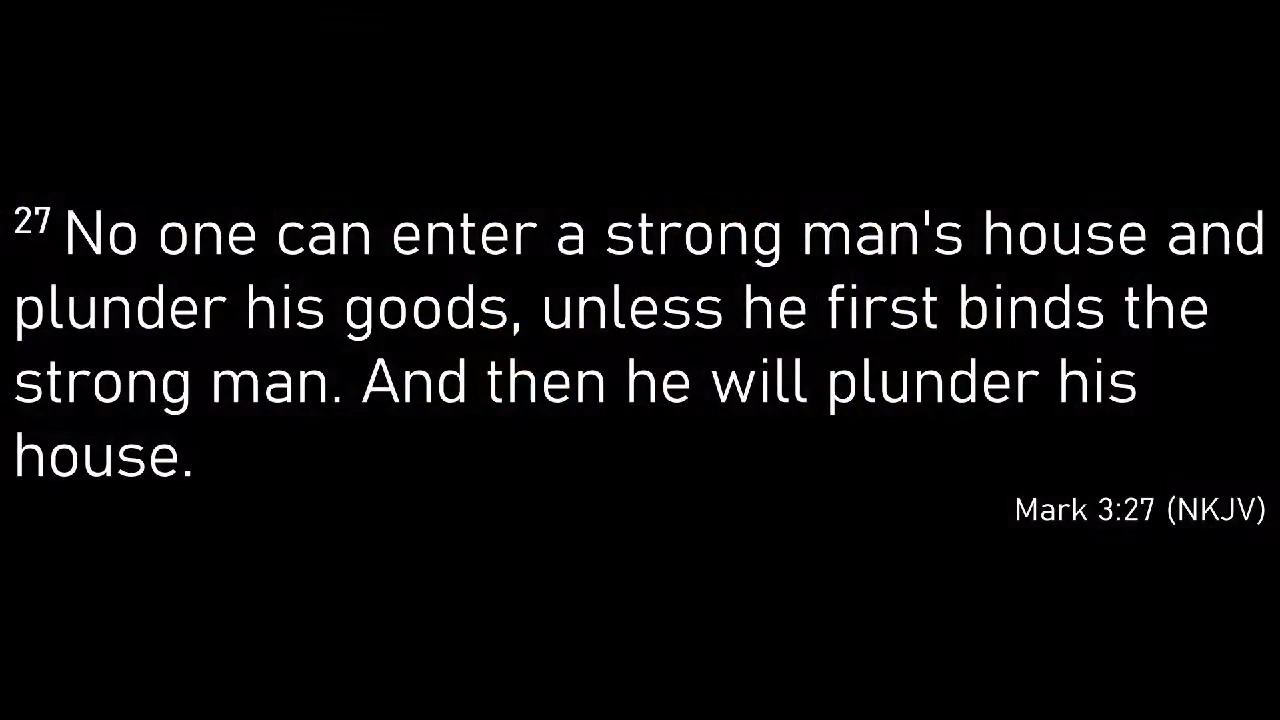 27 No one can enter a strong man's house and
plunder his goods, unless he first binds the
strong man. And then he will plunder his
house.
Mark 3:27 (NKJV)